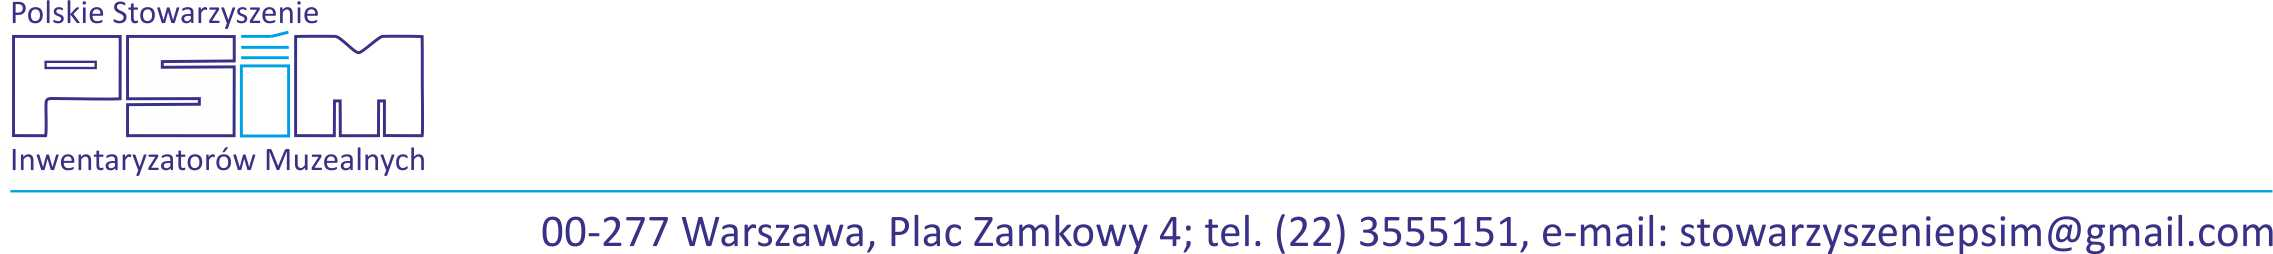 Polskie Stowarzyszenie
PSiM
Inwentaryzatorów Muzealnych
00-277 Warszawa, Plac Zamkowy 4; tel. (22) 3555151, e-mail: stowarzyszeniepsim@gmail.com